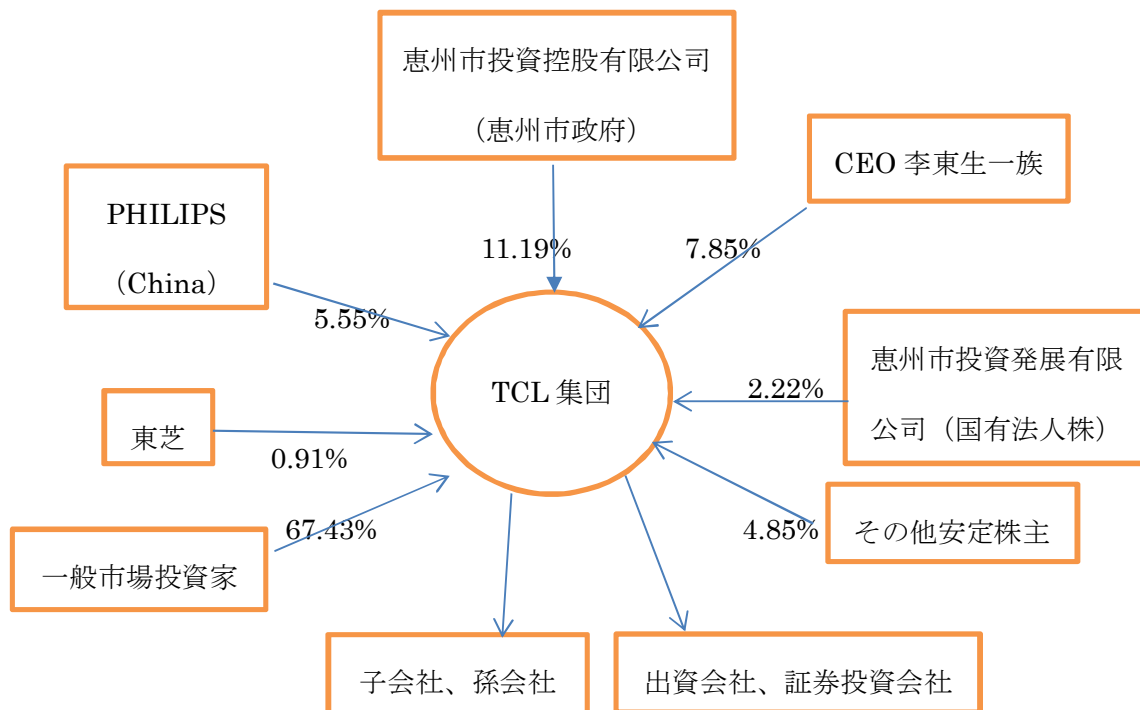 恵州市投資控股有限公司
（恵州市政府）
CEO 李東生一族
PHILIPS
（China）
11.19%
7.85%
5.55%
恵州市投資発展有限
公司（国有法人株）
TCL 集団
2.22%
東芝
0.91%
67.43%
4.85%
その他安定株主
一般市場投資家
子会社、孫会社
出資会社、証券投資会社